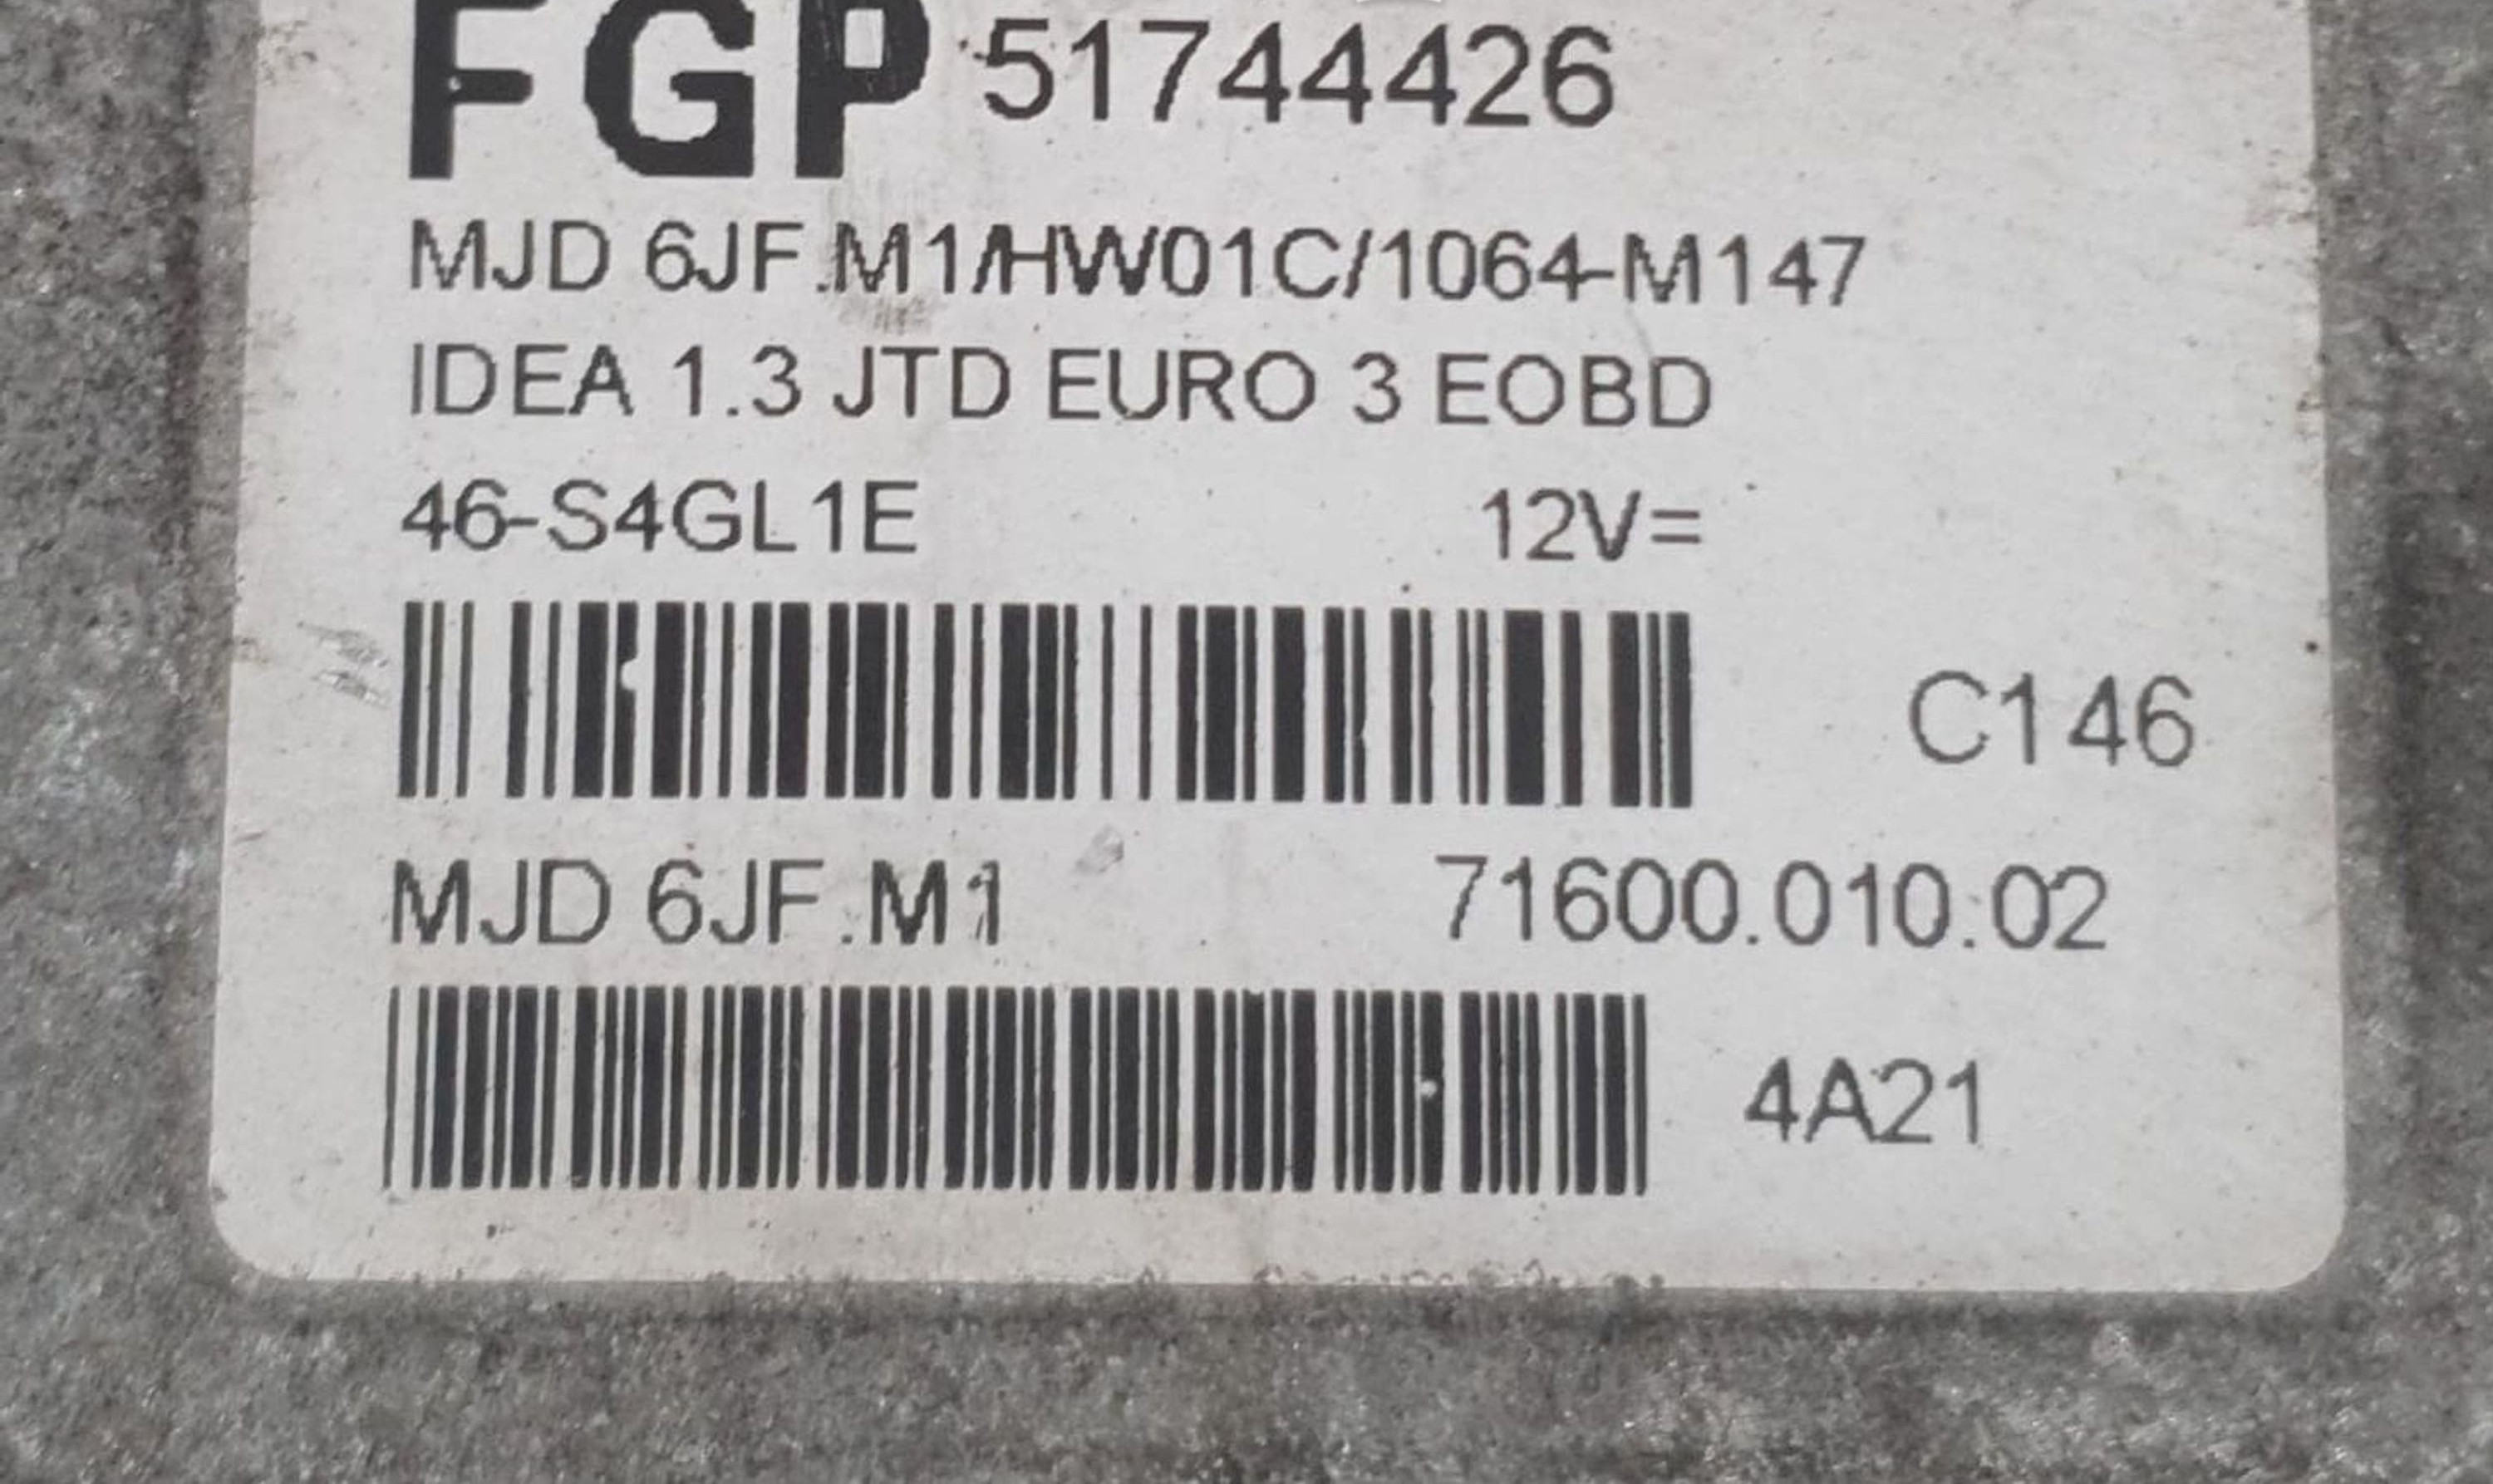 FGP 51744426
MJD 6JF.M1/HW01C/1064-M147
IDEA 1.3 JTD EURO 3 EOBD
46-S4GL1E 12V=
C146
MJD 6JF.M1 71600.010.02
4A21